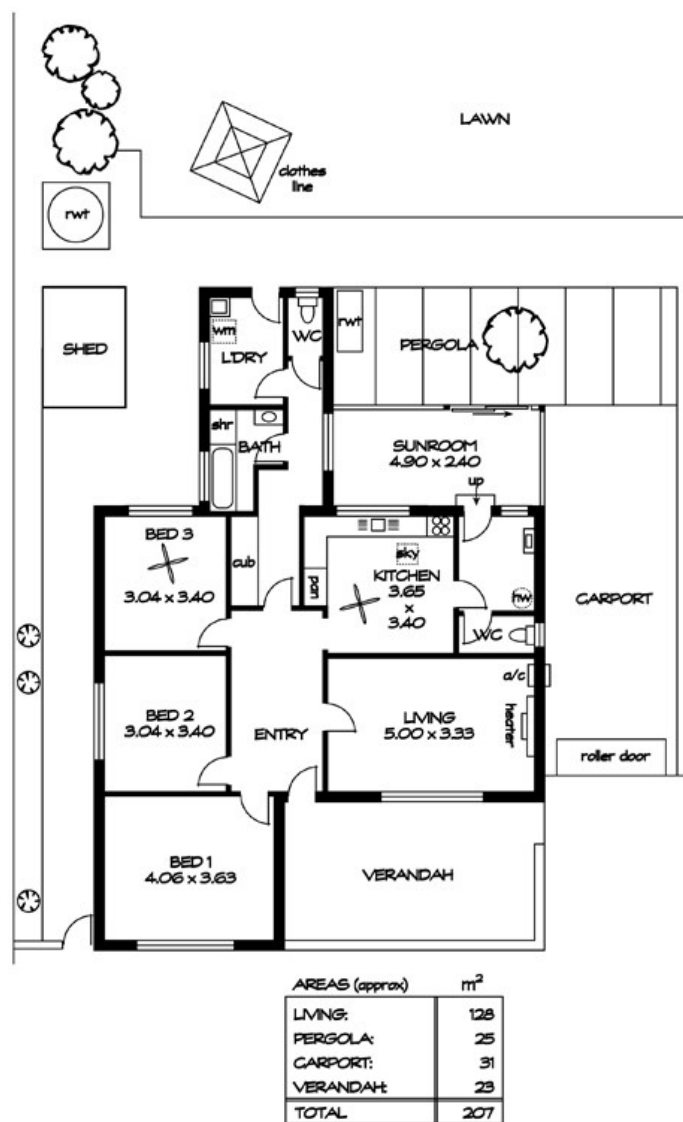 LAWN
clothes
line
rwt
SHED
wm
L'DRY
WC
rwt
PERGOLA
shr
BATH
SUNROOM
4.90 x 2.40
up
BED 3
3.04 x 3.40
cub
pan
sky
KITCHEN
3.65
x
3.40
hw
CARPORT
WC
a/c
BED 2
3.04 x 3.40
ENTRY
LIVING
5.00 x 3.33
heater
roller door
BED 1
4.06 x 3.63
VERANDAH
AREAS (approx) m²
LIVING: 128
PERGOLA: 25
CARPORT: 31
VERANDAH: 23
TOTAL 207